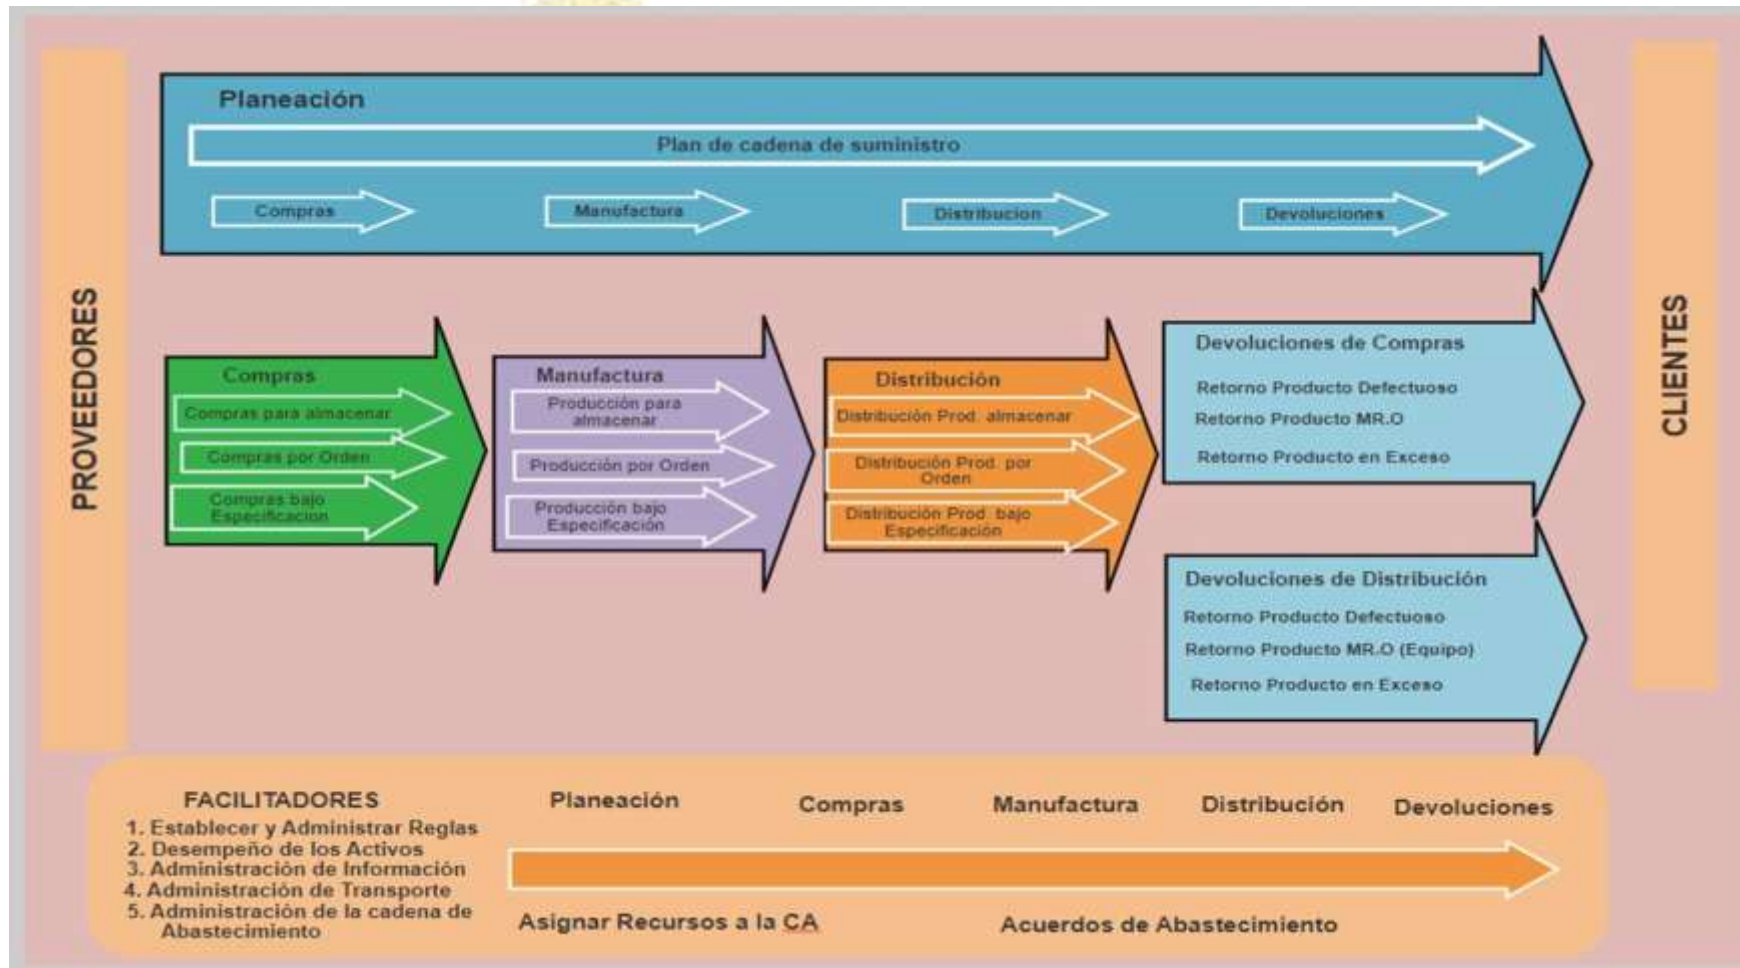 PROVEEDORES
Planeación
Plan de cadena de suministro
Compras
Manufactura
Distribucion
Devoluciones
Compras
Compras para almacenar
Compras por Orden
Compras bajo
Especificacion
Manufactura
Producción para
almacenar
Producción por Orden
Producción bajo
Especificación
Distribución
Distribución Prod. almacenar
Distribución Prod. por
Orden
Distribución Prod. bajo
Especificación
Devoluciones de Compras
Retorno Producto Defectuoso
Retorno Producto MR.O
Retorno Producto en Exceso
Devoluciones de Distribución
Retorno Producto Defectuoso
Retorno Producto MR.O (Equipo)
Retorno Producto en Exceso
CLIENTES
FACILITADORES
1. Establecer y Administrar Reglas
2. Desempeño de los Activos
3. Administración de Información
4. Administración de Transporte
5. Administración de la cadena de
Abastecimiento
Planeación
Compras
Manufactura
Distribución
Devoluciones
Asignar Recursos a la CA
Acuerdos de Abastecimiento